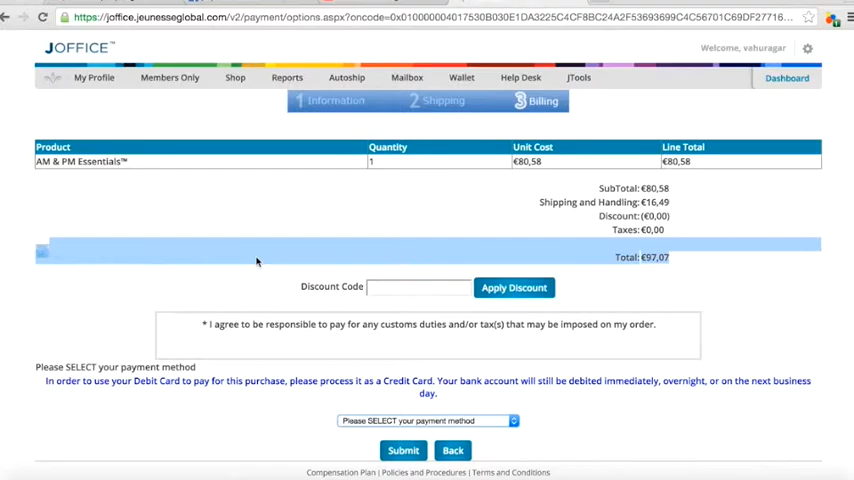 https://joffice.jeunesseglobal.com/v2/payment/options.aspx?oncode=0x010000004017530B030E1DA3225C4CF8BC24A2F53693699C4C56701C69DF27716...
JOFFICE™
Welcome, vahuragar
My Profile Members Only Shop Reports Autoship Mailbox Wallet Help Desk JTools Dashboard
1 Information 2 Shipping 3 Billing
Product Quantity Unit Cost Line Total
AM & PM Essentials™ 1 €80,58 €80,58
SubTotal: €80,58
Shipping and Handling: €16,49
Discount: (€0,00)
Taxes: €0,00
Total: €97,07
Discount Code Apply Discount
* I agree to be responsible to pay for any customs duties and/or tax(s) that may be imposed on my order.
Please SELECT your payment method
In order to use your Debit Card to pay for this purchase, please process it as a Credit Card. Your bank account will still be debited immediately, overnight, or on the next business
day.
Please SELECT your payment method
Submit Back
Compensation Plan | Policies and Procedures | Terms and Conditions